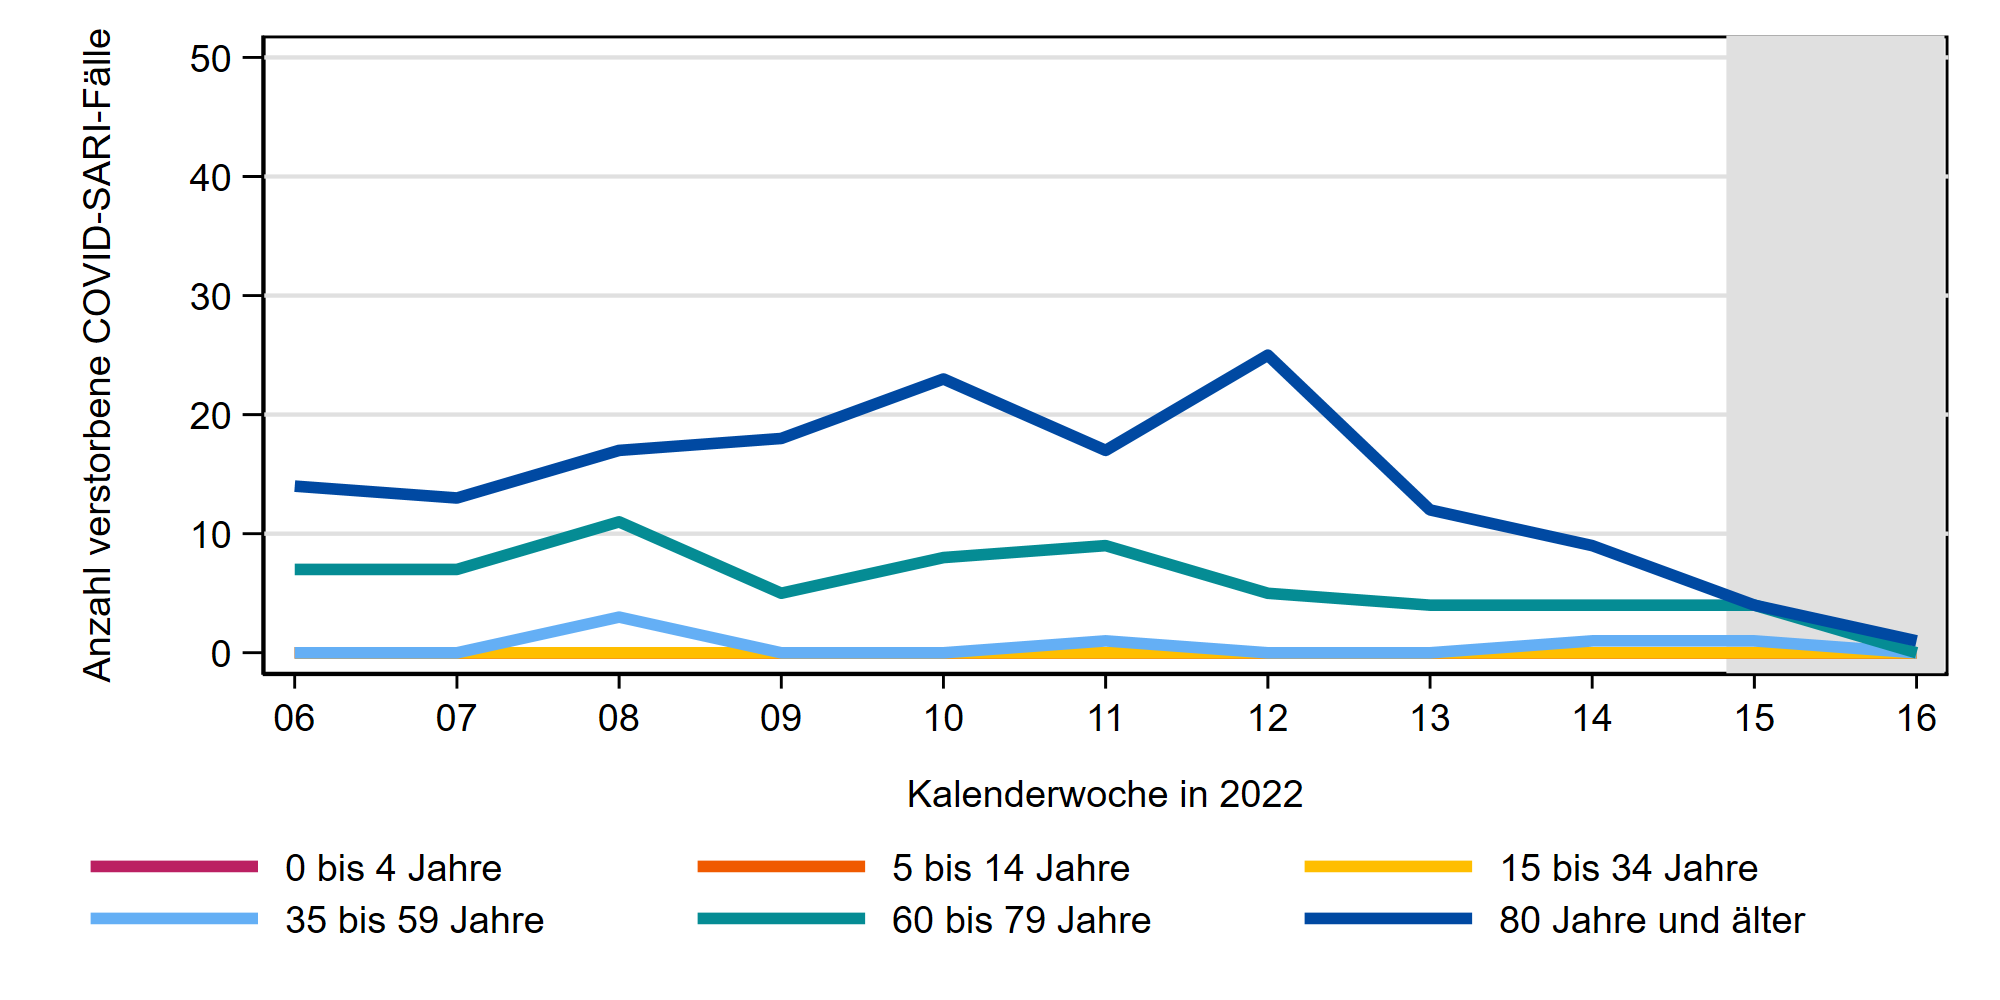 Anzahl verstorbene COVID-SARI-Fälle
50
40
30
20
10
0
06 07 08 09 10 11 12 13 14 15 16
Kalenderwoche in 2022
0 bis 4 Jahre 5 bis 14 Jahre 15 bis 34 Jahre
35 bis 59 Jahre 60 bis 79 Jahre 80 Jahre und älter